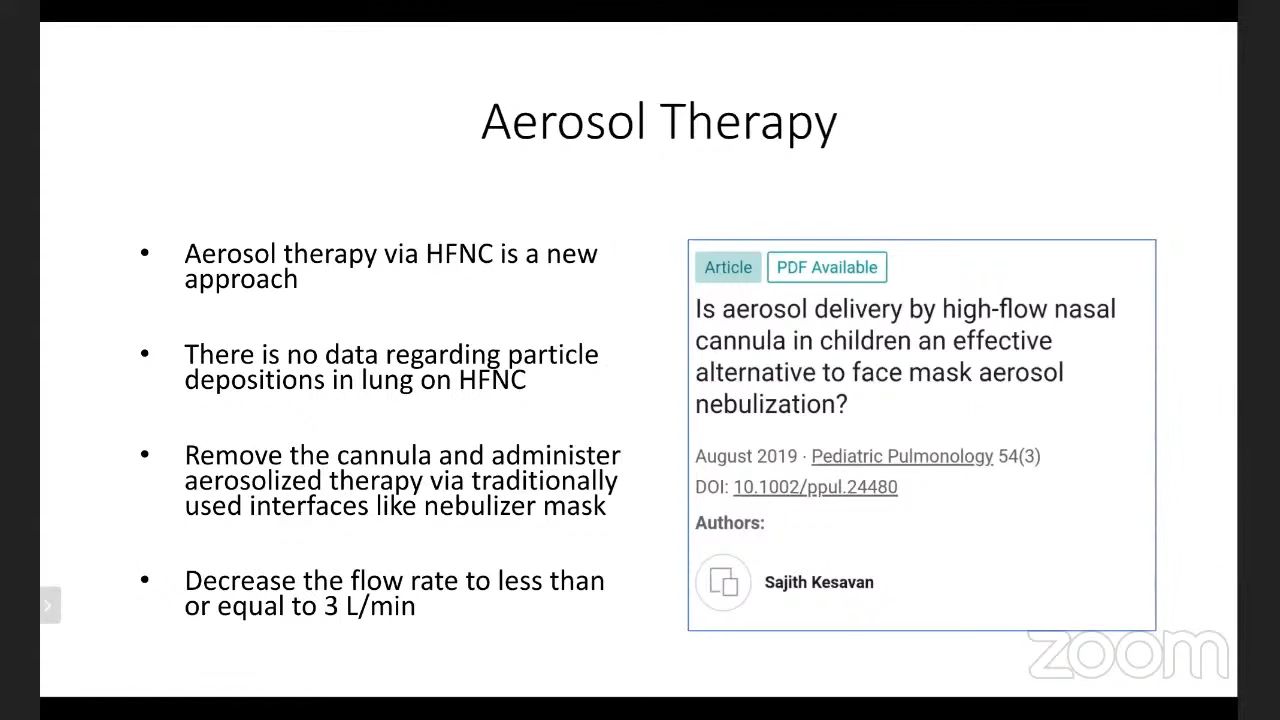 Aerosol Therapy
• Aerosol therapy via HFNC is a new
approach
• There is no data regarding particle
depositions in lung on HFNC
• Remove the cannula and administer
aerosolized therapy via traditionally
used interfaces like nebulizer mask
• Decrease the flow rate to less than
or equal to 3 L/min
Article PDF Available
Is aerosol delivery by high-flow nasal
cannula in children an effective
alternative to face mask aerosol
nebulization?
August 2019 · Pediatric Pulmonology 54(3)
DOI: 10.1002/ppul.24480
Authors:
Sajith Kesavan
zoom